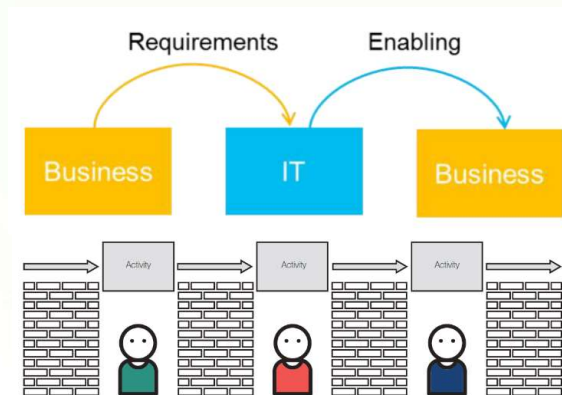 Requirements Enabling
Business IT Business
Activity Activity Activity